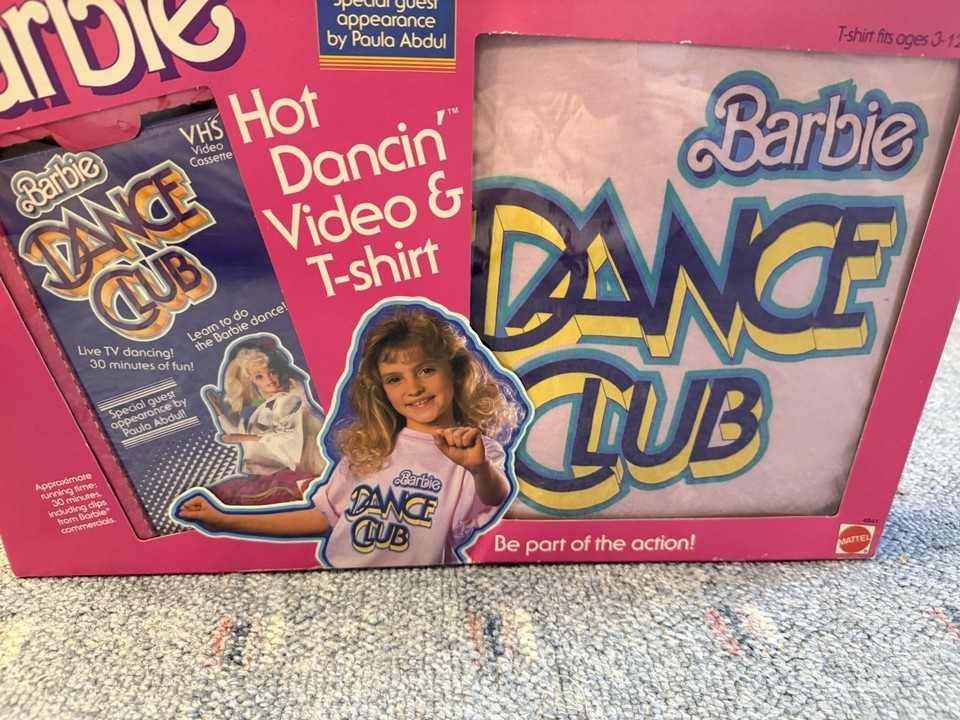 Barbie
Special guest
appearance
by Paula Abdul
T-shirt fits ages 3-12
Hot
Dancin'™
Video &
T-shirt
VHS
Video
Cassette
Barbie
DANCE
CLUB
Learn to do
the Barbie dance!
Live TV dancing!
30 minutes of fun!
Special guest
appearance by
Paula Abdul!
Approximate
running time:
30 minutes,
including clips
from Barbie®
commercials.
Barbie
DANCE
CLUB
Barbie
DANCE
CLUB
Be part of the action!
4841
MATTEL